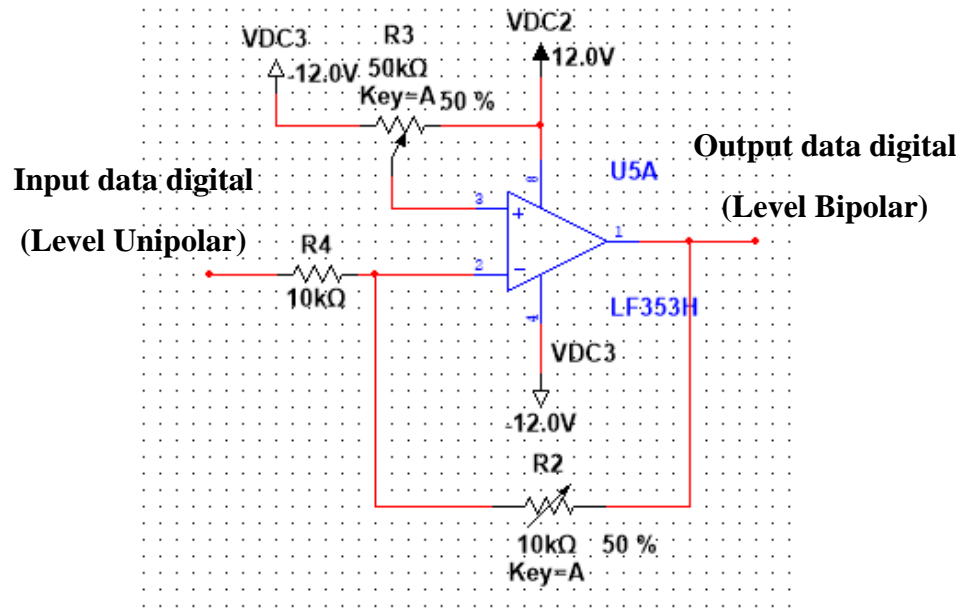 VDC3
-12.0V
R3
50kΩ
Key=A 50 %
VDC2
12.0V
Input data digital
(Level Unipolar)
R4
10kΩ
3
2
8
4
1
U5A
LF353H
Output data digital
(Level Bipolar)
VDC3
-12.0V
R2
10kΩ 50 %
Key=A